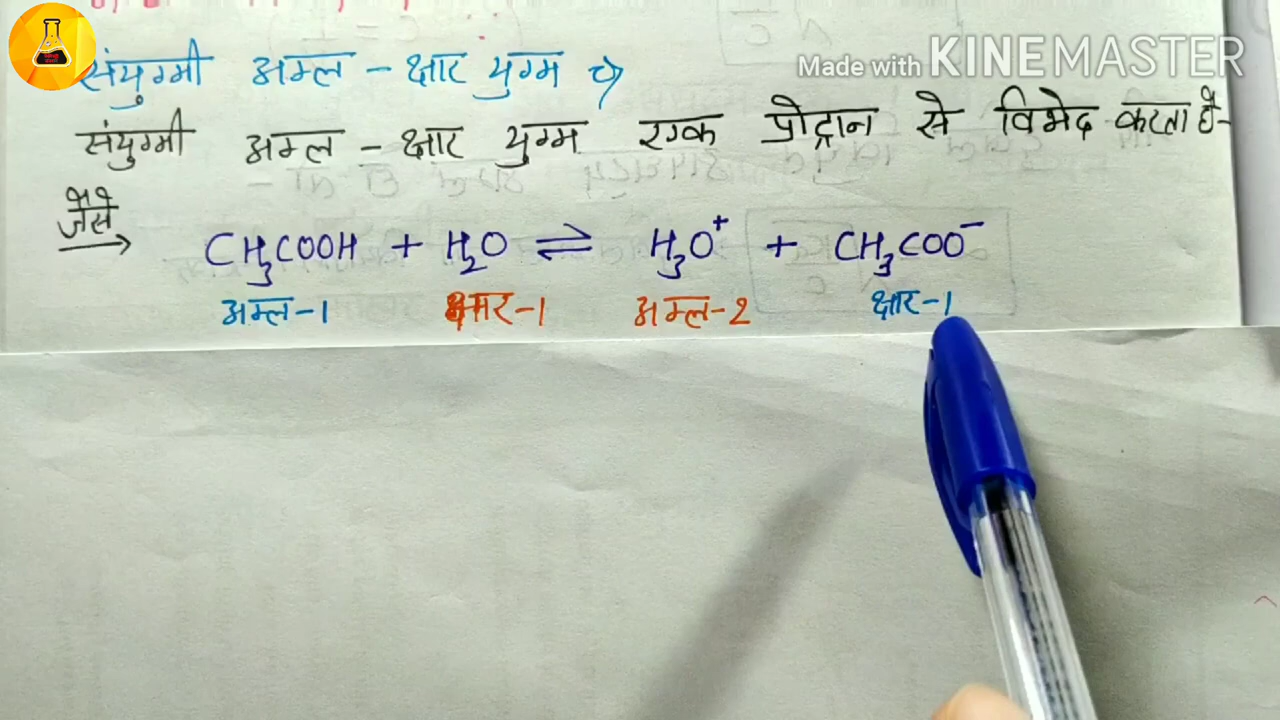 Made with KINEMASTER
संयुग्मी अम्ल - क्षार युग्म →
संयुग्मी अम्ल - क्षार युग्म एक प्रोट्रान से विभेद करता है-
जैसे →
CH₃COOH + H₂O ⇌ H₃O⁺ + CH₃COO⁻
अम्ल-1 क्षार-1 अम्ल-2 क्षार-1